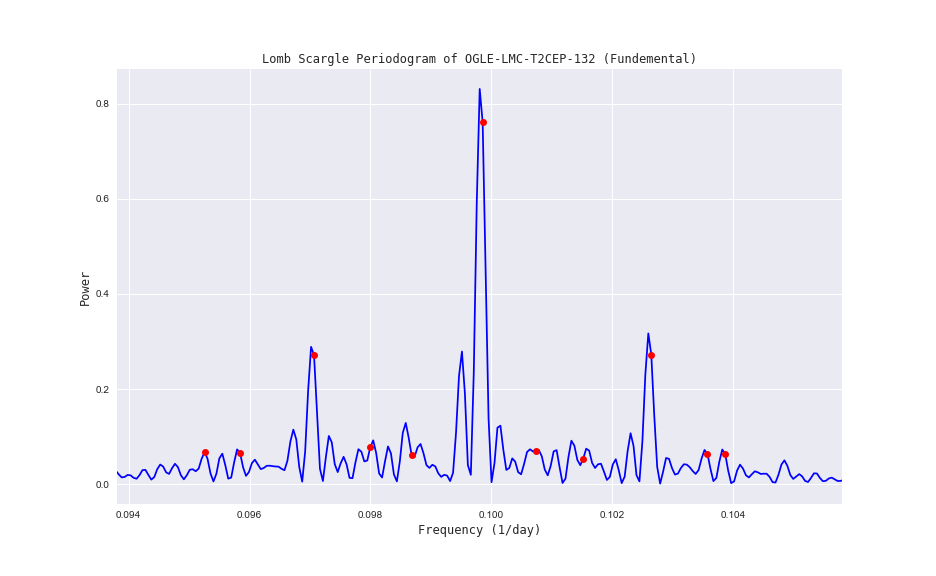 Lomb Scargle Periodogram of OGLE-LMC-T2CEP-132 (Fundemental)
0.8
0.6
0.4
0.2
0.0
Power
0.094 0.096 0.098 0.100 0.102 0.104
Frequency (1/day)